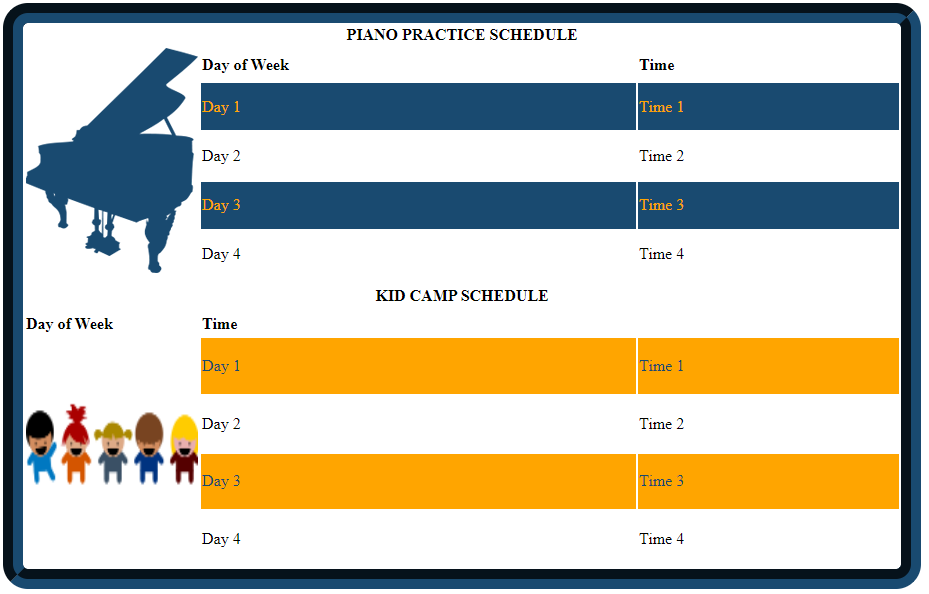 PIANO PRACTICE SCHEDULE
Day of Week Time
Day 1 Time 1
Day 2 Time 2
Day 3 Time 3
Day 4 Time 4
KID CAMP SCHEDULE
Day of Week Time
Day 1 Time 1
Day 2 Time 2
Day 3 Time 3
Day 4 Time 4